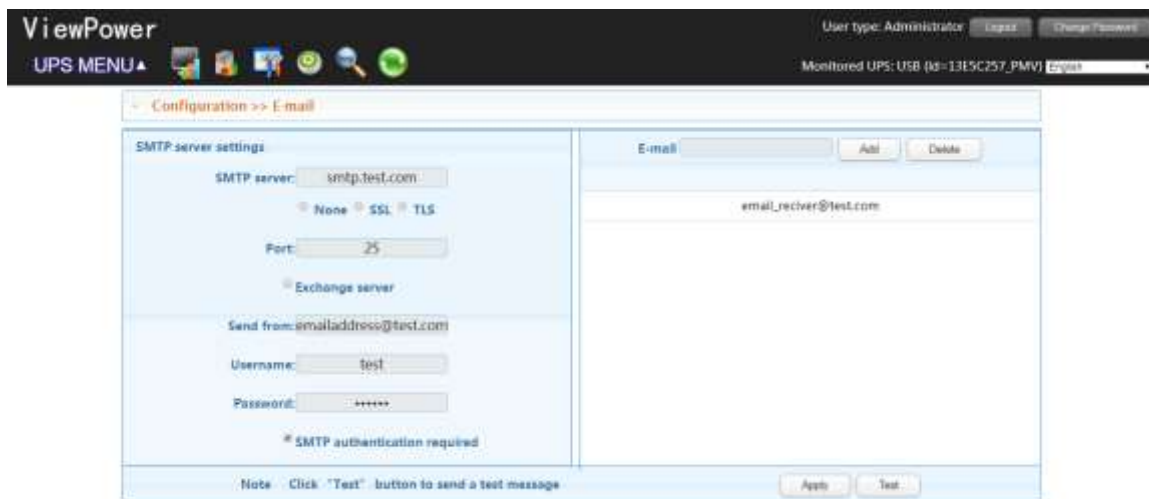 ViewPower
User type: Administrator Logout Change Password
UPS MENU▲
Monitored UPS: USB (Id=13E5C257_PMV) English
Configuration >> E-mail
SMTP server settings
SMTP server: smtp.test.com
None SSL TLS
Port: 25
Exchange server
Send from: emailaddress@test.com
Username: test
Password: ••••••
SMTP authentication required
E-mail Add Delete
email_reciver@test.com
Note Click "Test" button to send a test message
Apply Test